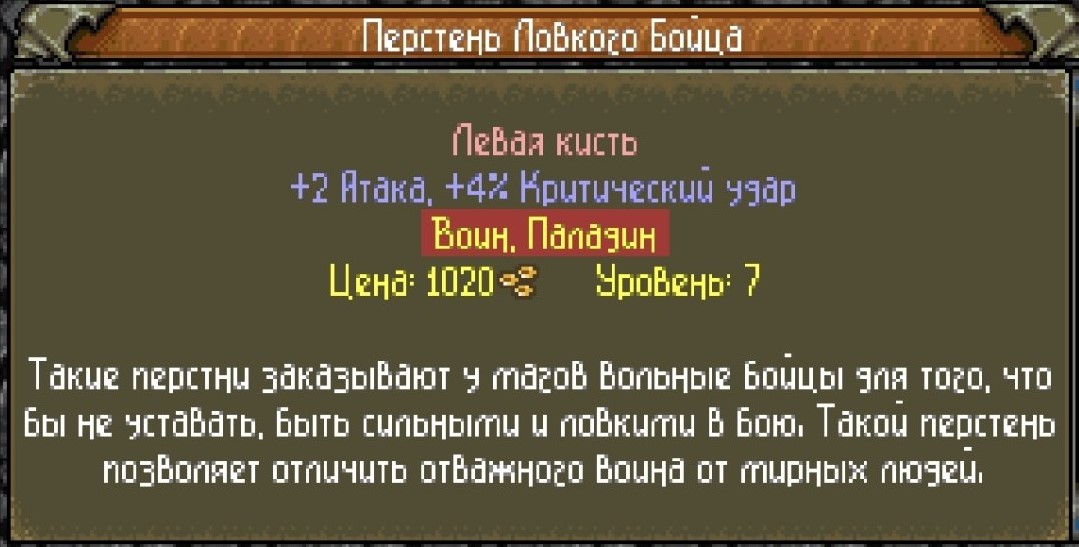 Перстень Ловкого Бойца
Левая кисть
+2 Атака, +4% Критический удар
Воин, Паладин
Цена: 1020 Уровень: 7
Такие перстни заказывают у магов вольные бойцы для того, что
бы не уставать, быть сильными и ловкими в бою. Такой перстень
позволяет отличить отважного воина от мирных людей.